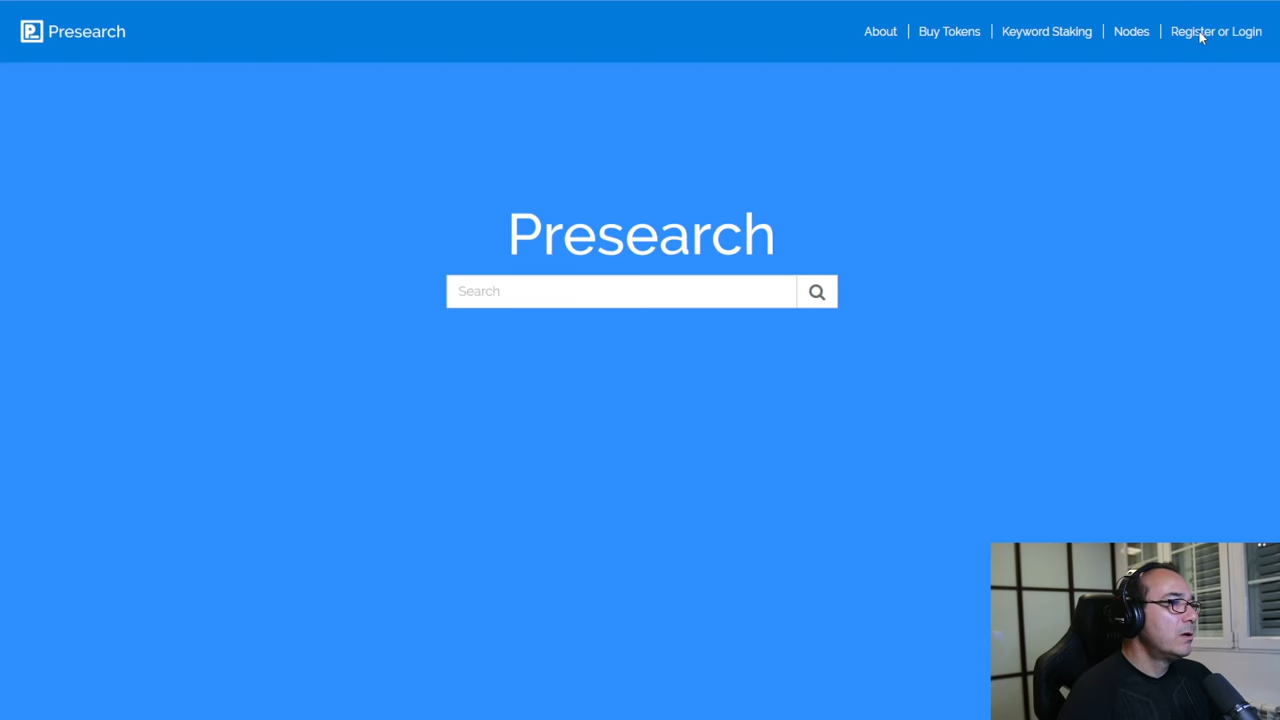 Presearch
About | Buy Tokens | Keyword Staking | Nodes | Register or Login
Presearch
Search